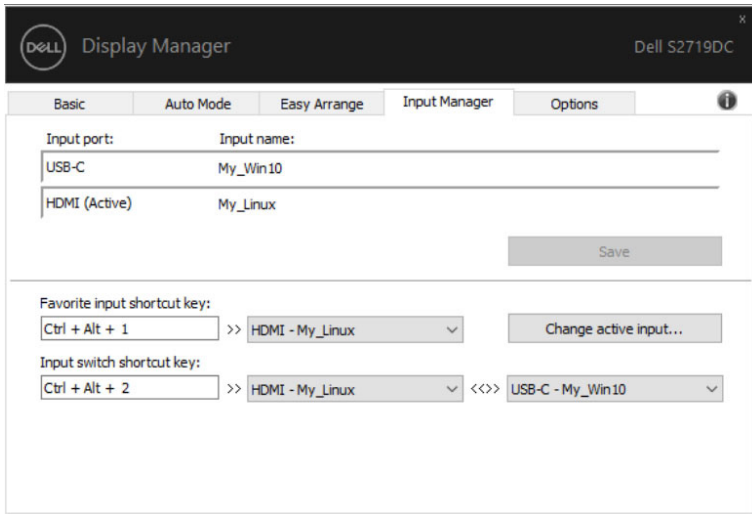 x
DELL Display Manager Dell S2719DC
Basic Auto Mode Easy Arrange Input Manager Options i
Input port: Input name:
USB-C My_Win10
HDMI (Active) My_Linux
Save
Favorite input shortcut key:
Ctrl + Alt + 1 >> HDMI - My_Linux Change active input...
Input switch shortcut key:
Ctrl + Alt + 2 >> HDMI - My_Linux <<>> USB-C - My_Win10